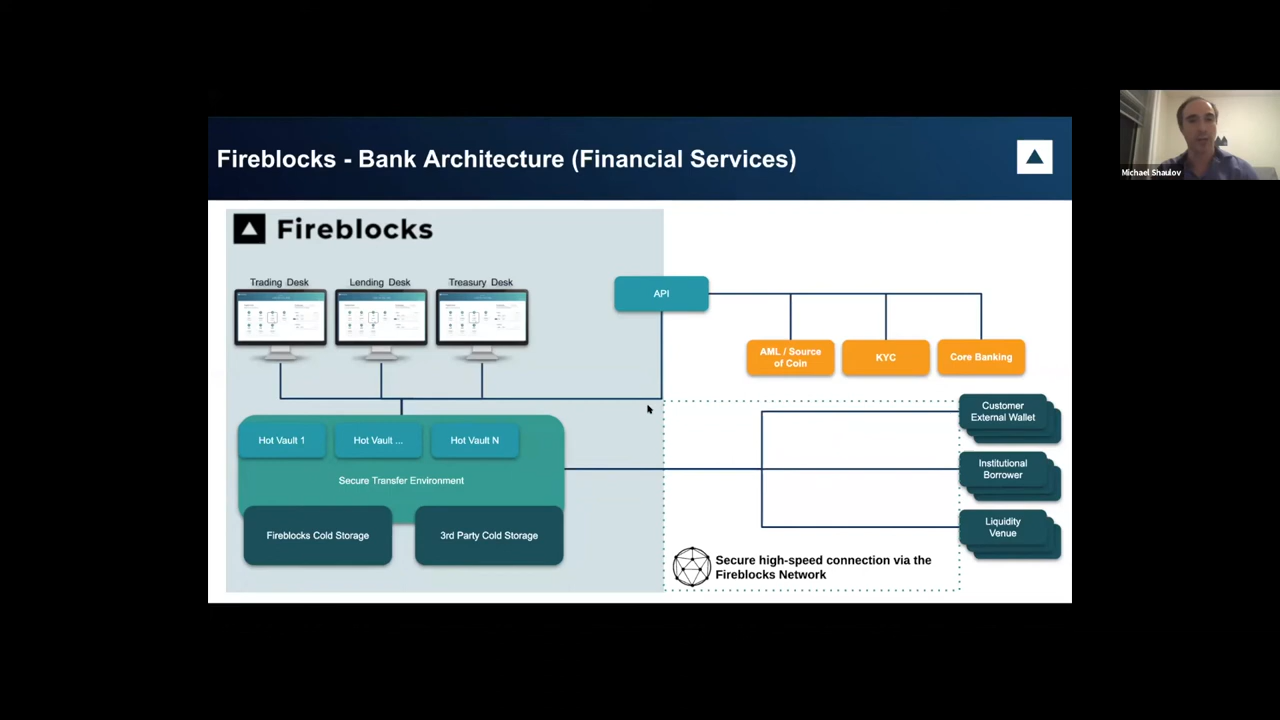 Fireblocks - Bank Architecture (Financial Services)
Michael Shaulov
Fireblocks
Trading Desk
Lending Desk
Treasury Desk
API
AML / Source
of Coin
KYC
Core Banking
Customer
External Wallet
Hot Vault 1
Hot Vault ...
Hot Vault N
Institutional
Borrower
Secure Transfer Environment
Liquidity
Venue
Fireblocks Cold Storage
3rd Party Cold Storage
Secure high-speed connection via the
Fireblocks Network